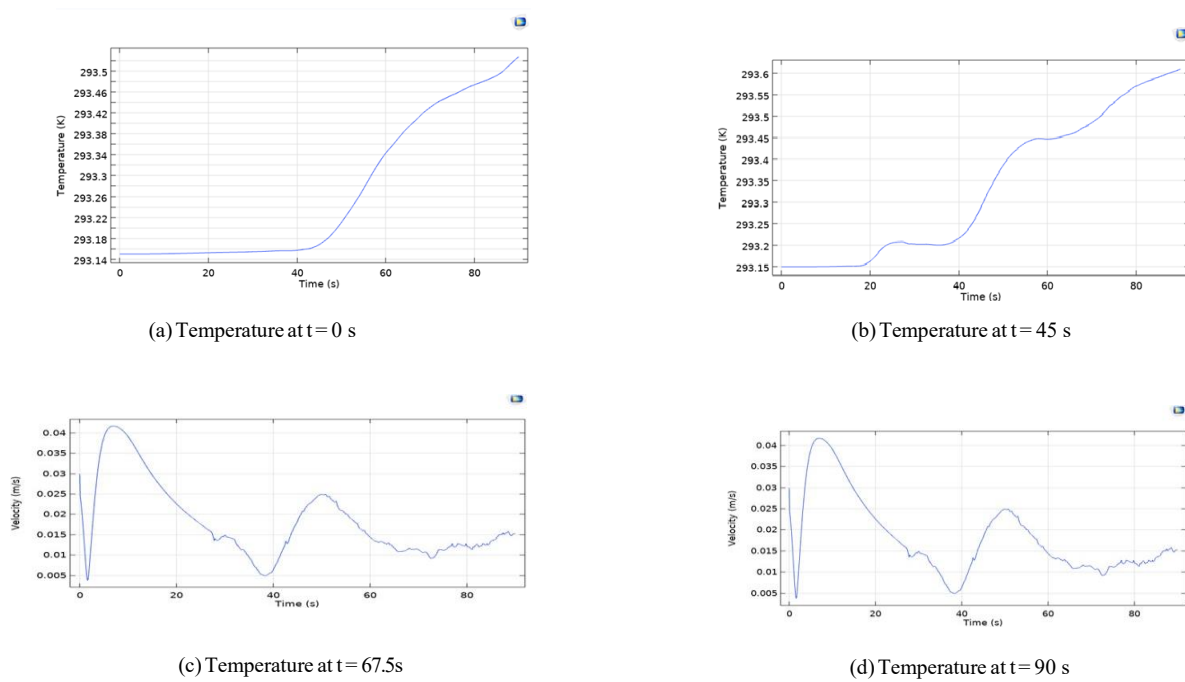 293.5
293.46
293.42
293.38
293.34
293.3
293.26
293.22
293.18
293.14
Temperature (K)
0 20 40 60 80
Time (s)
(a) Temperature at t = 0 s
293.6
293.55
293.5
293.45
293.4
293.35
293.3
293.25
293.2
293.15
Temperature (K)
0 20 40 60 80
Time (s)
(b) Temperature at t = 45 s
0.04
0.035
0.03
0.025
0.02
0.015
0.01
0.005
Velocity (m/s)
0 20 40 60 80
Time (s)
(c) Temperature at t = 67.5s
0.04
0.035
0.03
0.025
0.02
0.015
0.01
0.005
Velocity (m/s)
0 20 40 60 80
Time (s)
(d) Temperature at t = 90 s